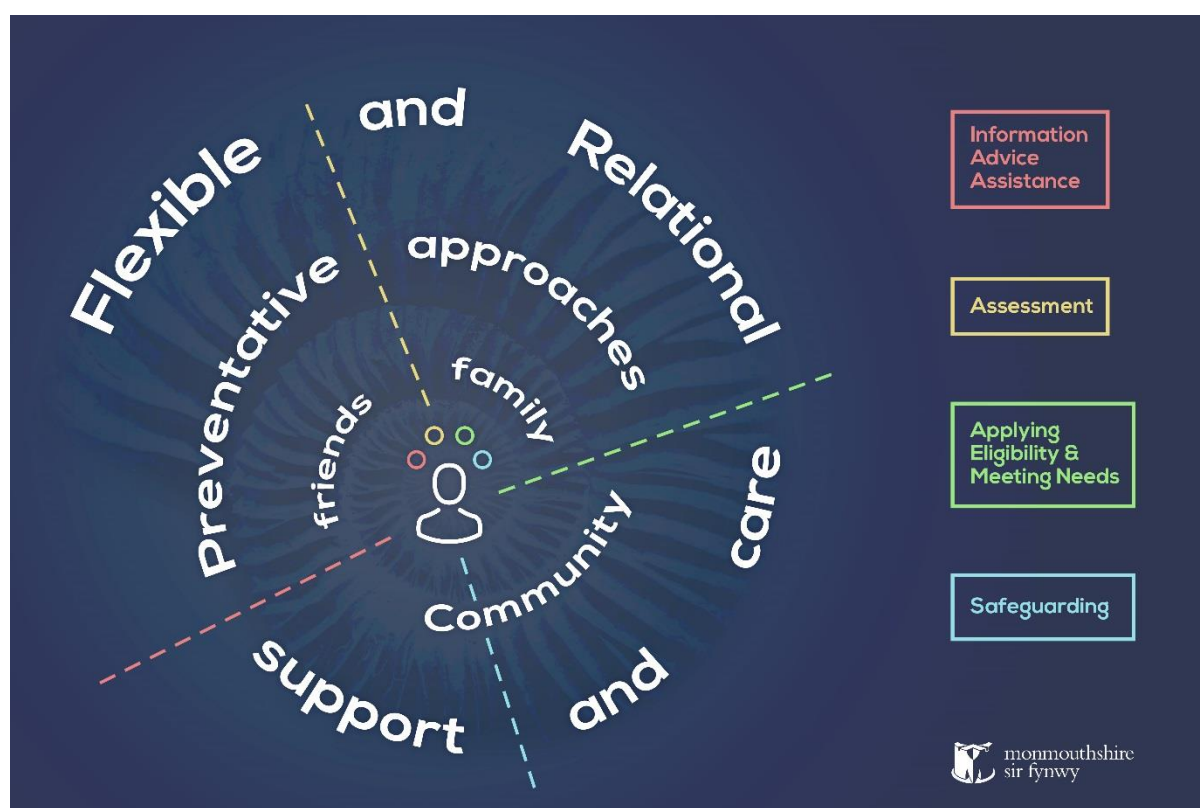 Flexible and Relational care and support
Preventative approaches
friends family Community
Information
Advice
Assistance
Assessment
Applying
Eligibility &
Meeting Needs
Safeguarding
monmouthshire
sir fynwy